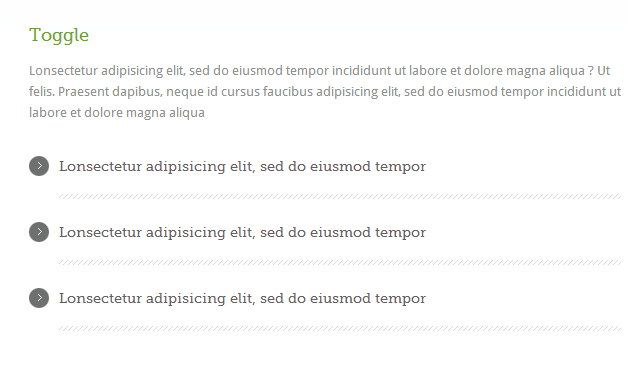 Toggle
Lonsectetur adipisicing elit, sed do eiusmod tempor incididunt ut labore et dolore magna aliqua ? Ut
felis. Praesent dapibus, neque id cursus faucibus adipisicing elit, sed do eiusmod tempor incididunt ut
labore et dolore magna aliqua
Lonsectetur adipisicing elit, sed do eiusmod tempor
Lonsectetur adipisicing elit, sed do eiusmod tempor
Lonsectetur adipisicing elit, sed do eiusmod tempor